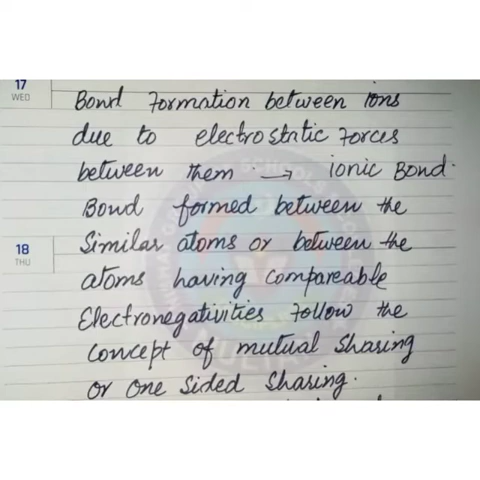 17
WED
Bond Formation between ions
due to electrostatic Forces
between them → ionic Bond.
Bond formed between the
18
THU
Similar atoms or between the
atoms having compareable
Electronegativities Follow the
concept of mutual Sharing
or one sided Sharing.